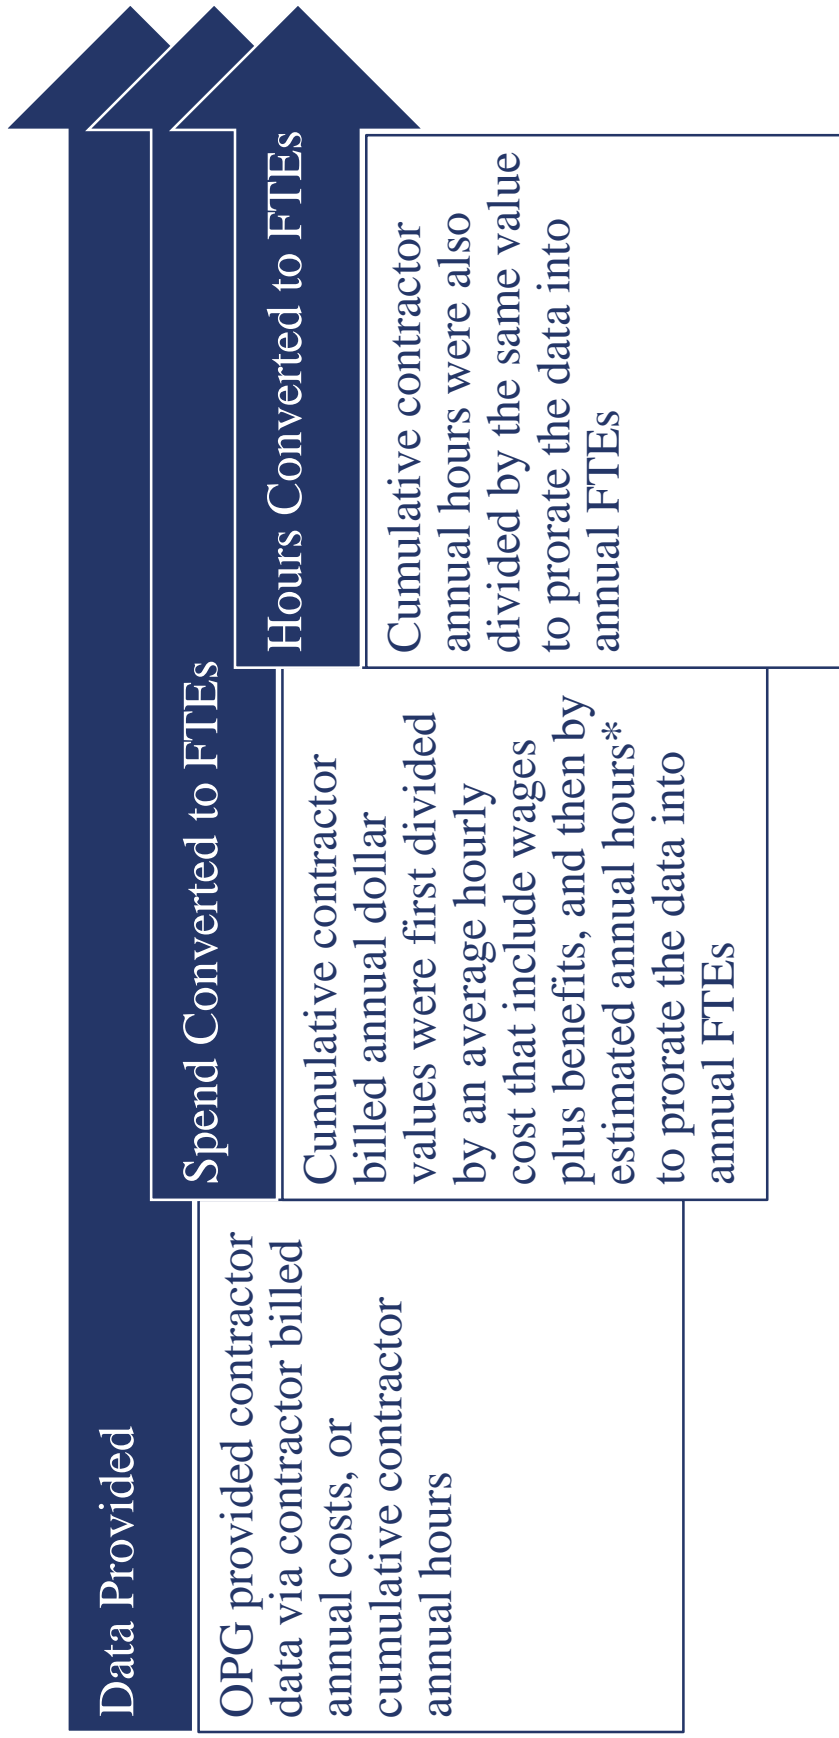 Data Provided
OPG provided contractor
data via contractor billed
annual costs, or
cumulative contractor
annual hours
Spend Converted to FTEs
Cumulative contractor
billed annual dollar
values were first divided
by an average hourly
cost that include wages
plus benefits, and then by
estimated annual hours*
to prorate the data into
annual FTEs
Hours Converted to FTEs
Cumulative contractor
annual hours were also
divided by the same value
to prorate the data into
annual FTEs